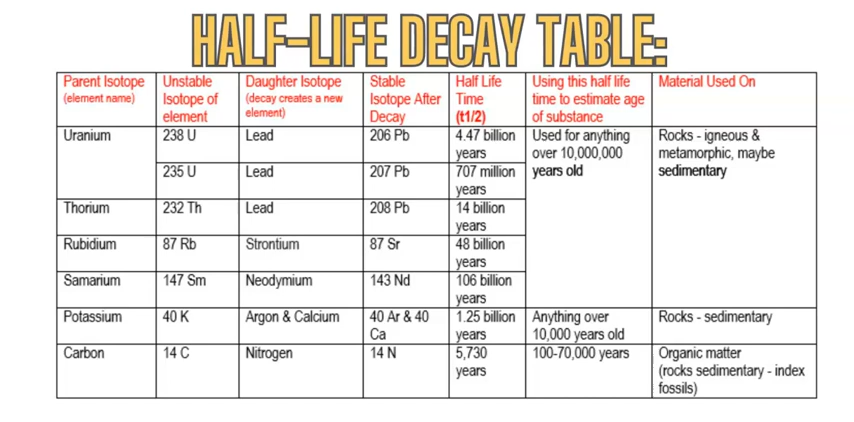 HALF-LIFE DECAY TABLE:
Parent Isotope Unstable Daughter Isotope Stable Half Life Using this half life Material Used On
(element name) Isotope of (decay creates a new Isotope After Time time to estimate age
element element) Decay (t1/2) of substance
Uranium 238 U Lead 206 Pb 4.47 billion Used for anything Rocks - igneous &
years over 10,000,000 metamorphic, maybe
235 U Lead 207 Pb 707 million years old sedimentary
years
Thorium 232 Th Lead 208 Pb 14 billion
years
Rubidium 87 Rb Strontium 87 Sr 48 billion
years
Samarium 147 Sm Neodymium 143 Nd 106 billion
years
Potassium 40 K Argon & Calcium 40 Ar & 40 1.25 billion Anything over Rocks - sedimentary
Ca years 10,000 years old
Carbon 14 C Nitrogen 14 N 5,730 100-70,000 years Organic matter
years (rocks sedimentary - index
fossils)